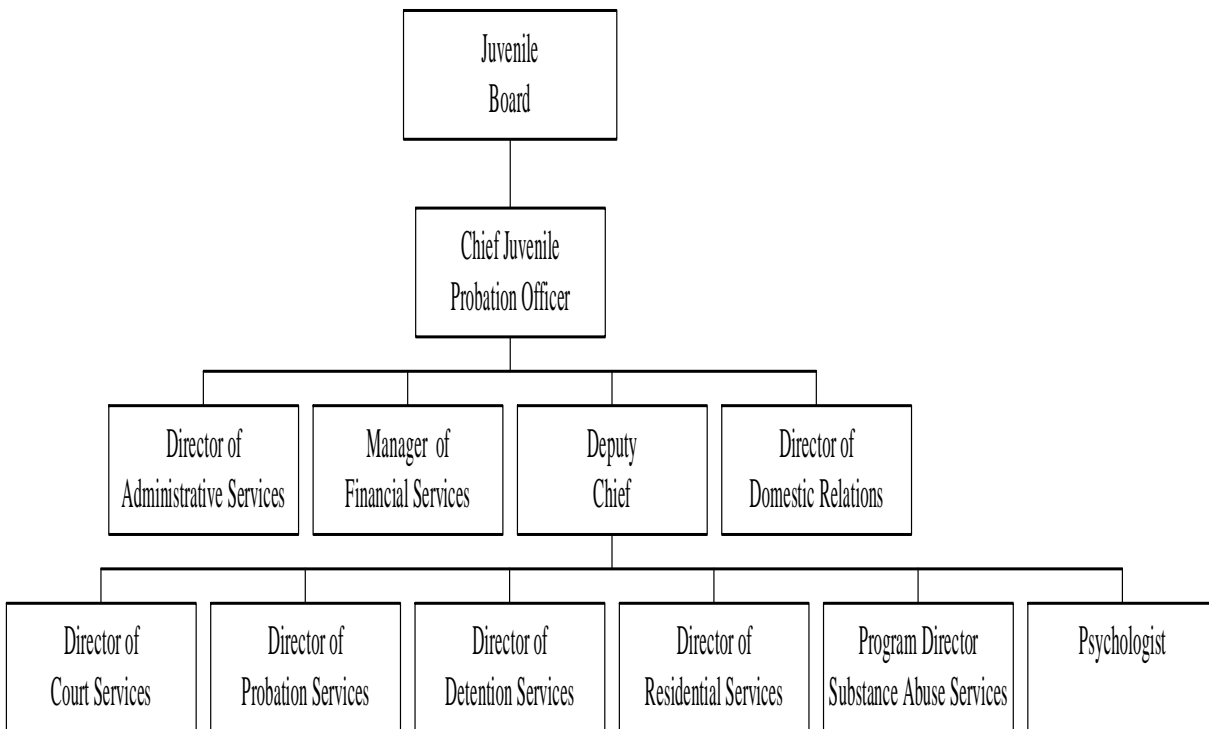 Juvenile
Board
Chief Juvenile
Probation Officer
Director of
Administrative Services
Manager of
Financial Services
Deputy
Chief
Director of
Domestic Relations
Director of
Court Services
Director of
Probation Services
Director of
Detention Services
Director of
Residential Services
Program Director
Substance Abuse Services
Psychologist